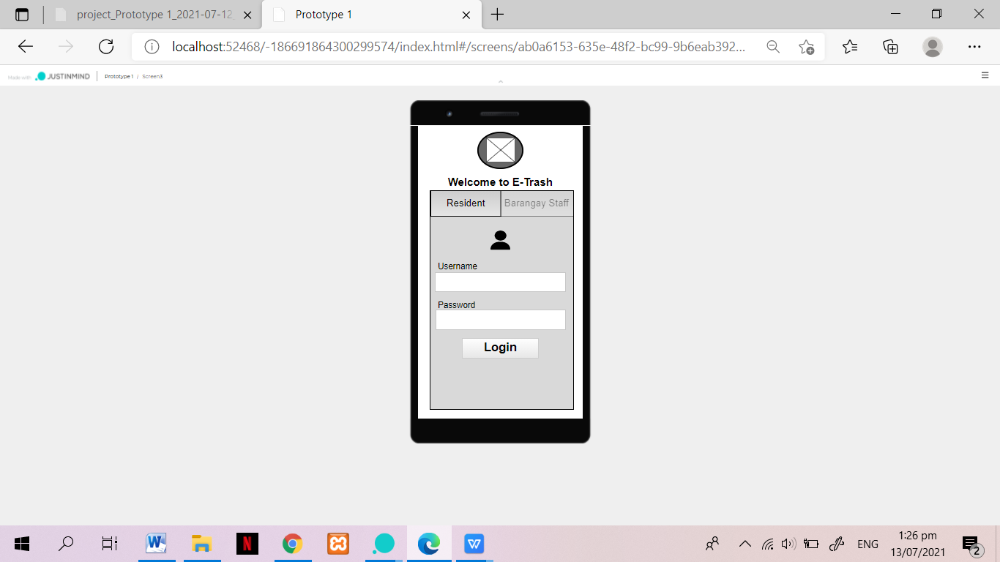 project_Prototype 1_2021-07-12
Prototype 1
localhost:52468/-186691864300299574/index.html#/screens/ab0a6153-635e-48f2-bc99-9b6eab392...
Made with JUSTINMIND Prototype 1 / Screen3
Welcome to E-Trash
Resident Barangay Staff
Username
Password
Login
ENG
1:26 pm
13/07/2021
2